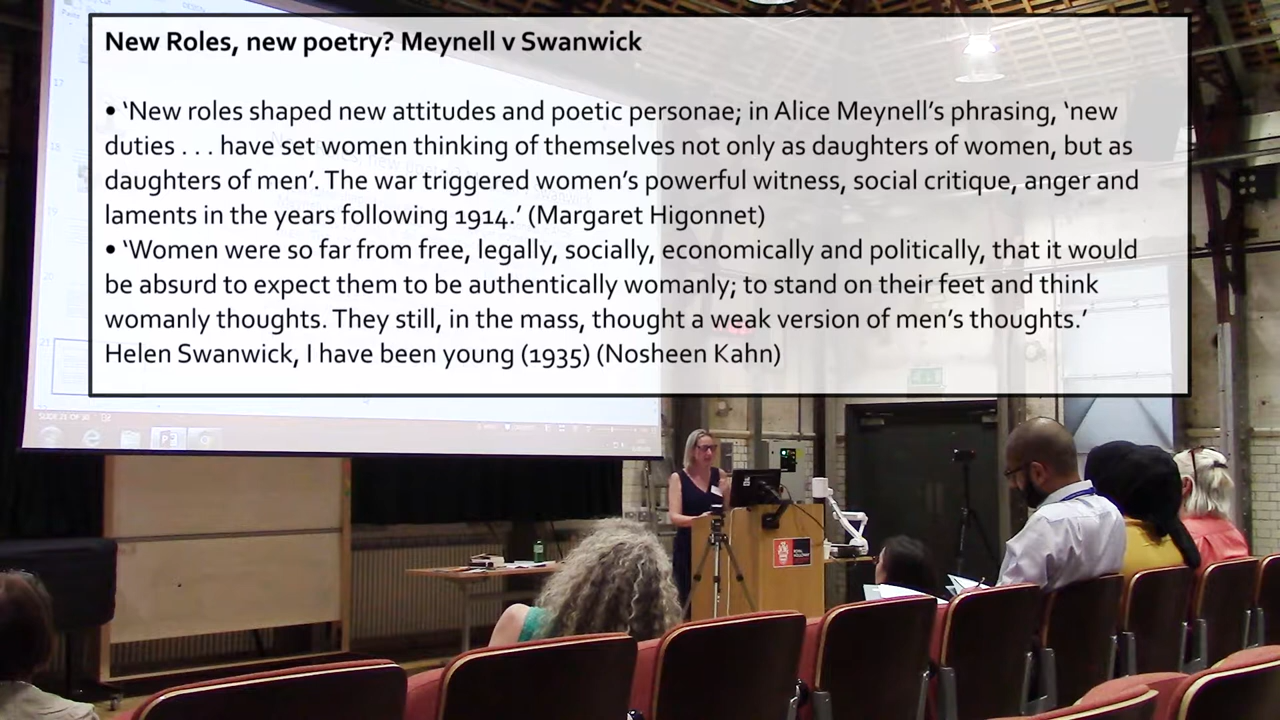 New Roles, new poetry? Meynell v Swanwick
• ‘New roles shaped new attitudes and poetic personae; in Alice Meynell’s phrasing, ‘new
duties . . . have set women thinking of themselves not only as daughters of women, but as
daughters of men’. The war triggered women’s powerful witness, social critique, anger and
laments in the years following 1914.’ (Margaret Higonnet)
• ‘Women were so far from free, legally, socially, economically and politically, that it would
be absurd to expect them to be authentically womanly; to stand on their feet and think
womanly thoughts. They still, in the mass, thought a weak version of men’s thoughts.’
Helen Swanwick, I have been young (1935) (Nosheen Kahn)
ROYAL
HOLLOWAY